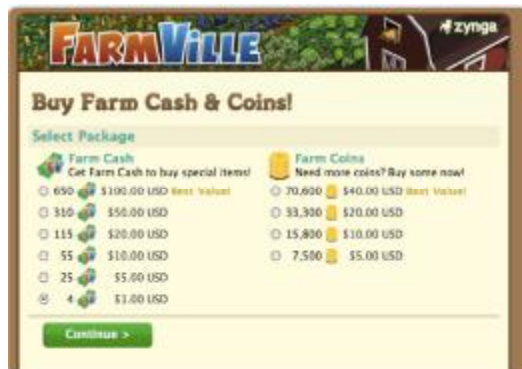 FARMVILLE
zynga
Buy Farm Cash & Coins!
Select Package
Farm Cash
Get Farm Cash to buy special items!
650 $100.00 USD Best Value!
310 $50.00 USD
115 $20.00 USD
55 $10.00 USD
25 $5.00 USD
4 $1.00 USD
Farm Coins
Need more coins? Buy some now!
70,600 $40.00 USD Best Value!
33,300 $20.00 USD
15,800 $10.00 USD
7,500 $5.00 USD
Continue >